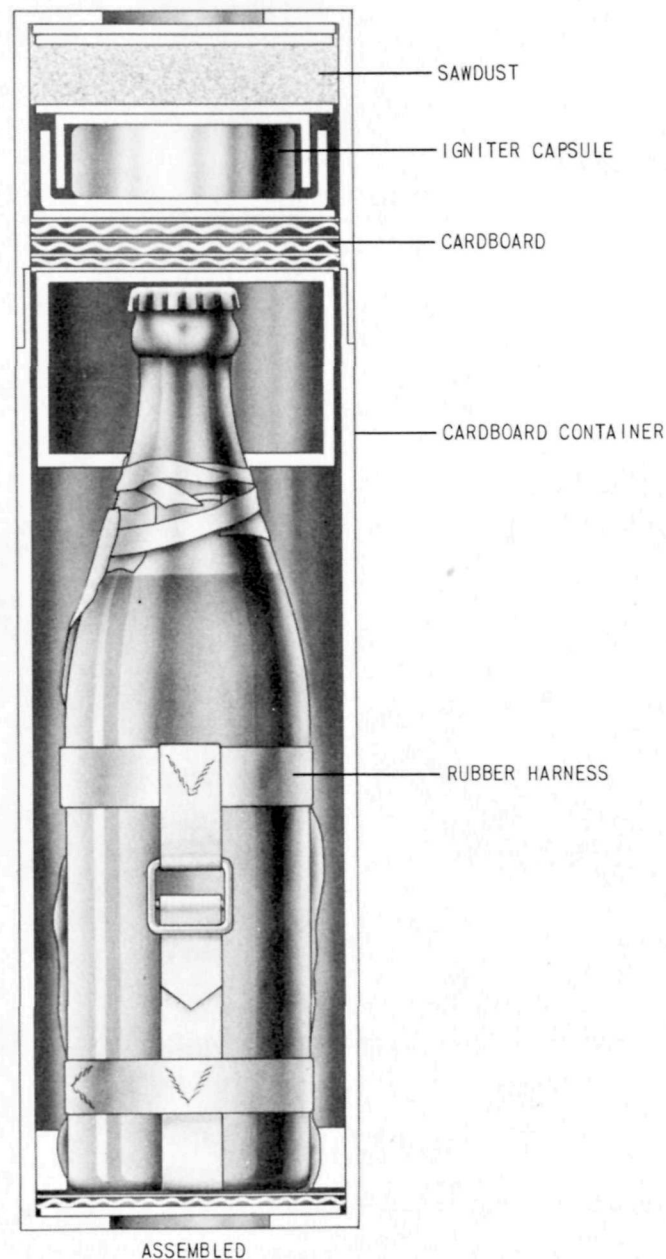 SAWDUST
IGNITER CAPSULE
CARDBOARD
CARDBOARD CONTAINER
RUBBER HARNESS
ASSEMBLED